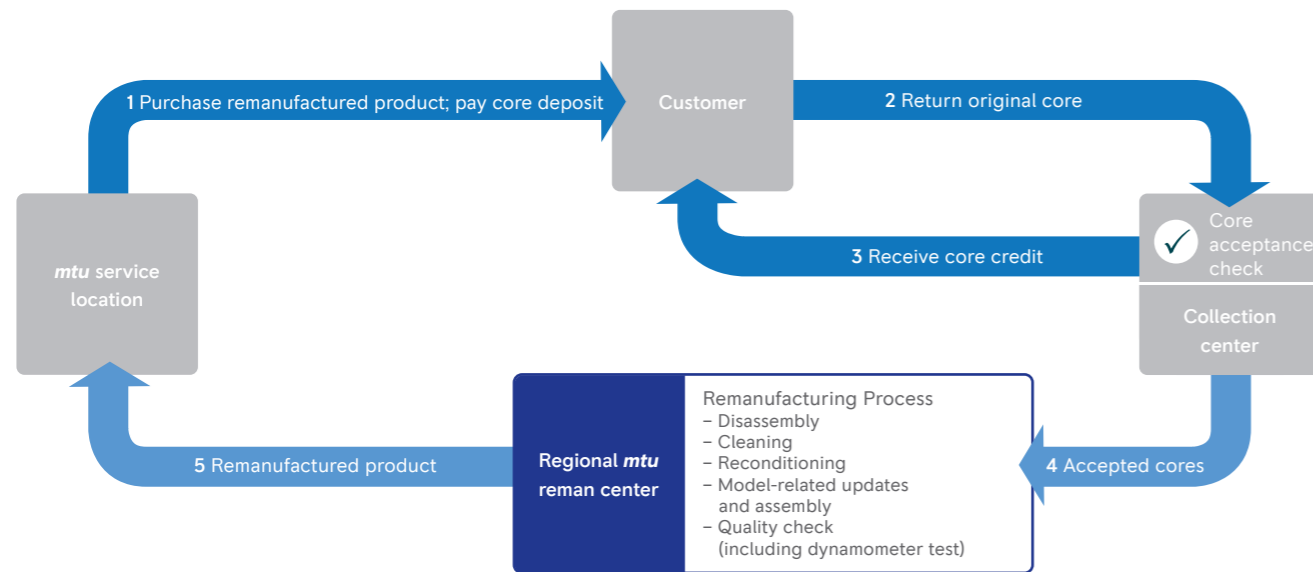 1 Purchase remanufactured product; pay core deposit
Customer
2 Return original core
mtu service
location
3 Receive core credit
Core
acceptance
check
Collection
center
Regional mtu
reman center
Remanufacturing Process
– Disassembly
– Cleaning
– Reconditioning
– Model-related updates
and assembly
– Quality check
(including dynamometer test)
4 Accepted cores
5 Remanufactured product